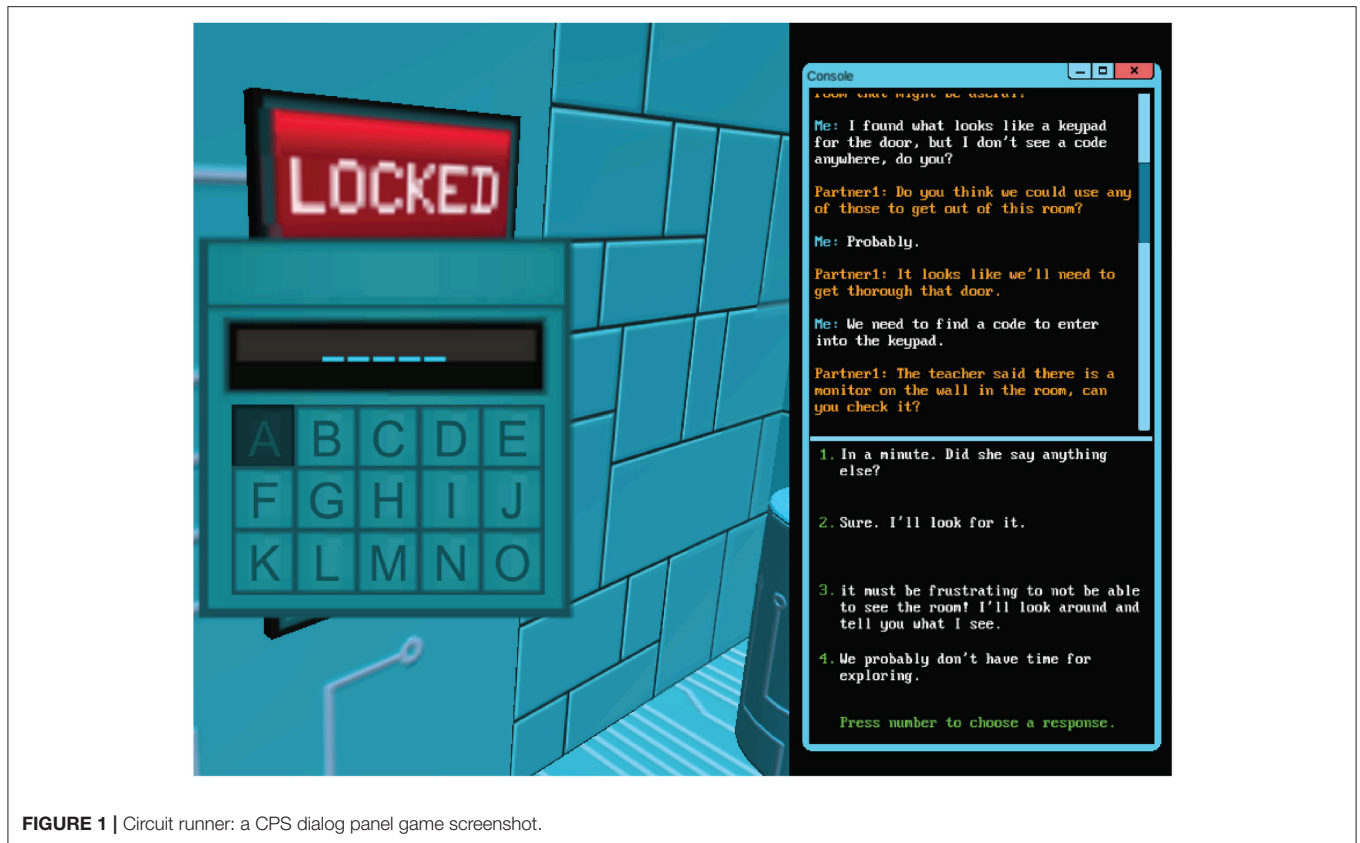 LOCKED
A B C D E
F G H I J
K L M N O
Console
room that might be useful?
Me: I found what looks like a keypad
for the door, but I don't see a code
anywhere, do you?
Partner1: Do you think we could use any
of those to get out of this room?
Me: Probably.
Partner1: It looks like we'll need to
get thorough that door.
Me: We need to find a code to enter
into the keypad.
Partner1: The teacher said there is a
monitor on the wall in the room, can
you check it?
1. In a minute. Did she say anything
else?
2. Sure. I'll look for it.
3. it must be frustrating to not be able
to see the room! I'll look around and
tell you what I see.
4. We probably don't have time for
exploring.
Press number to choose a response.
FIGURE 1 | Circuit runner: a CPS dialog panel game screenshot.